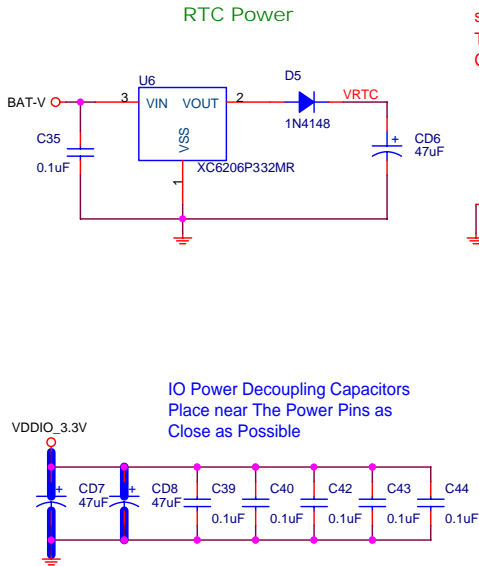 RTC Power
s
T
C
U6
D5
BAT-V
3
VIN
VOUT
2
VRTC
1N4148
C35
0.1uF
VSS
1
XC6206P332MR
+
CD6
47uF
IO Power Decoupling Capacitors
Place near The Power Pins as
Close as Possible
VDDIO_3.3V
+
CD7
47uF
+
CD8
47uF
C39
0.1uF
C40
0.1uF
C42
0.1uF
C43
0.1uF
C44
0.1uF